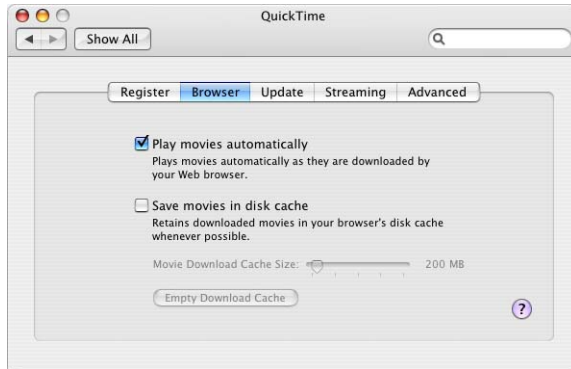 QuickTime
Show All
Register Browser Update Streaming Advanced
Play movies automatically
Plays movies automatically as they are downloaded by
your Web browser.
Save movies in disk cache
Retains downloaded movies in your browser's disk cache
whenever possible.
Movie Download Cache Size: 200 MB
Empty Download Cache
?